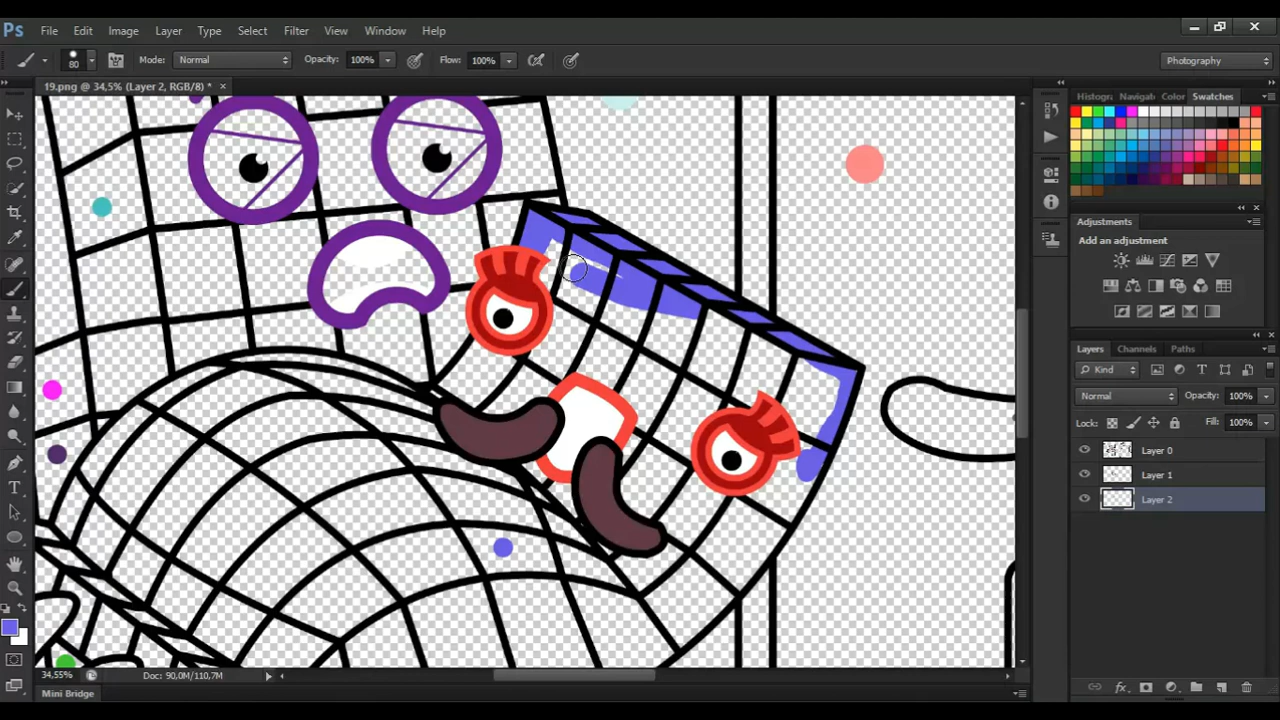 Ps File Edit Image Layer Type Select Filter View Window Help
80 Mode: Normal Opacity: 100% Flow: 100% Photography
19.png @ 34,5% (Layer 2, RGB/8) * ×
Histogr Navigat Color Swatches
Adjustments
Add an adjustment
Layers Channels Paths
Kind
Normal Opacity: 100%
Lock: Fill: 100%
Layer 0
Layer 1
Layer 2
34,55% Doc: 90,0M/110,7M
Mini Bridge